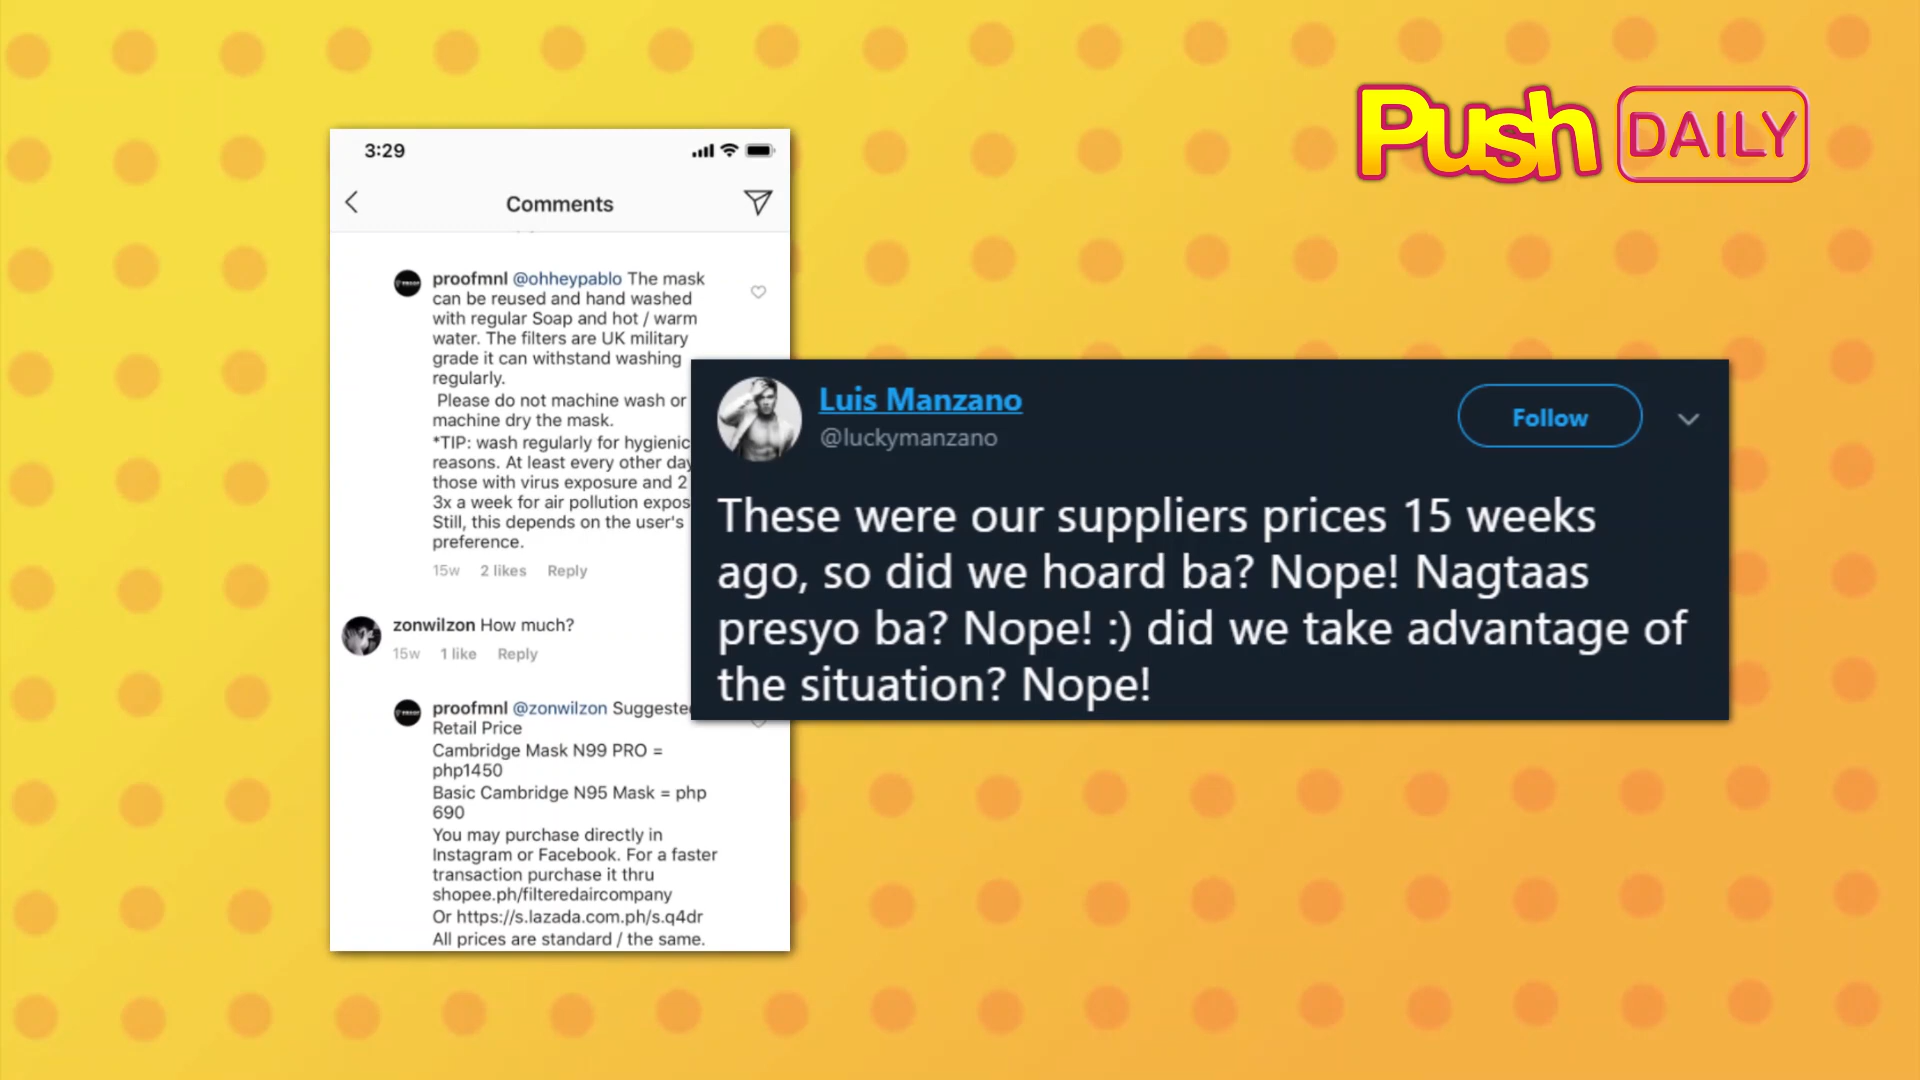 Push DAILY
3:29
Comments
proofmnl @ohheypablo The mask
can be reused and hand washed
with regular Soap and hot / warm
water. The filters are UK military
grade it can withstand washing
regularly.
Please do not machine wash or
machine dry the mask.
*TIP: wash regularly for hygienic
reasons. At least every other day
those with virus exposure and 2
3x a week for air pollution expos
Still, this depends on the user's
preference.
15w 2 likes Reply
zonwilzon How much?
15w 1 like Reply
proofmnl @zonwilzon Suggeste
Retail Price
Cambridge Mask N99 PRO =
php1450
Basic Cambridge N95 Mask = php
690
You may purchase directly in
Instagram or Facebook. For a faster
transaction purchase it thru
shopee.ph/filteredaircompany
Or https://s.lazada.com.ph/s.q4dr
All prices are standard / the same.
Luis Manzano
@luckymanzano
Follow
These were our suppliers prices 15 weeks
ago, so did we hoard ba? Nope! Nagtaas
presyo ba? Nope! :) did we take advantage of
the situation? Nope!